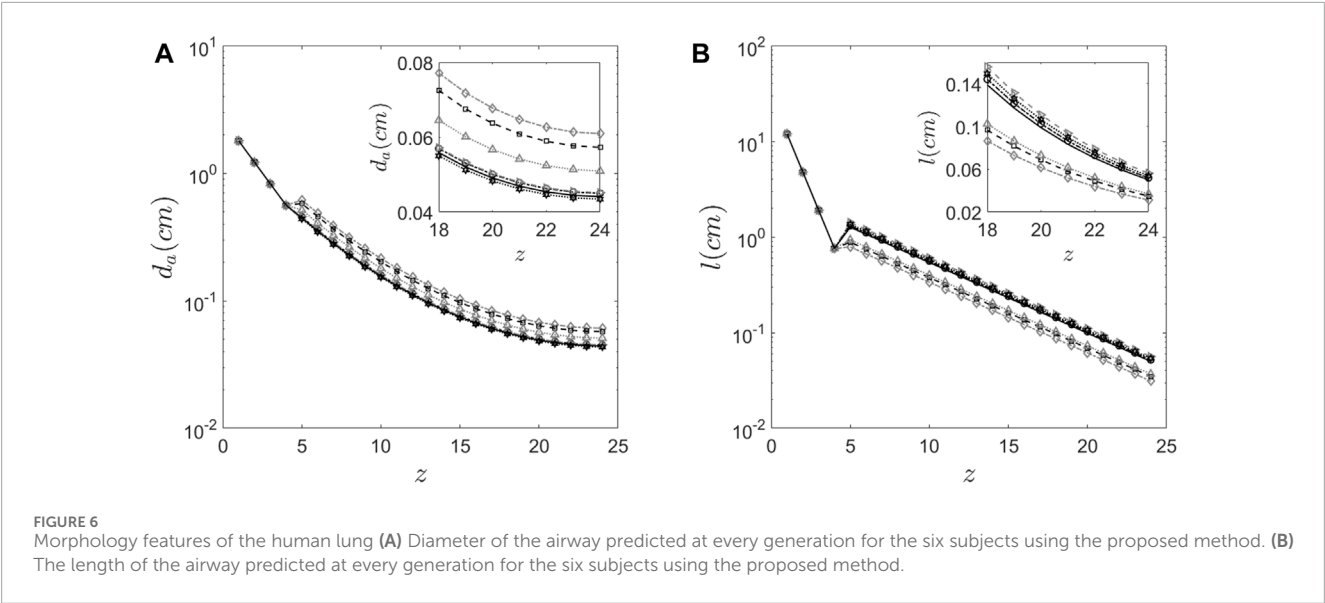 A
10^1
10^0
10^-1
10^-2
d_a(cm)
0 5 10 15 20 25
z
0.08
0.06
0.04
d_a(cm)
18 20 22 24
z
B
10^2
10^1
10^0
10^-1
10^-2
l(cm)
0 5 10 15 20 25
z
0.14
0.1
0.06
0.02
l(cm)
18 20 22 24
z
FIGURE 6
Morphology features of the human lung (A) Diameter of the airway predicted at every generation for the six subjects using the proposed method. (B)
The length of the airway predicted at every generation for the six subjects using the proposed method.